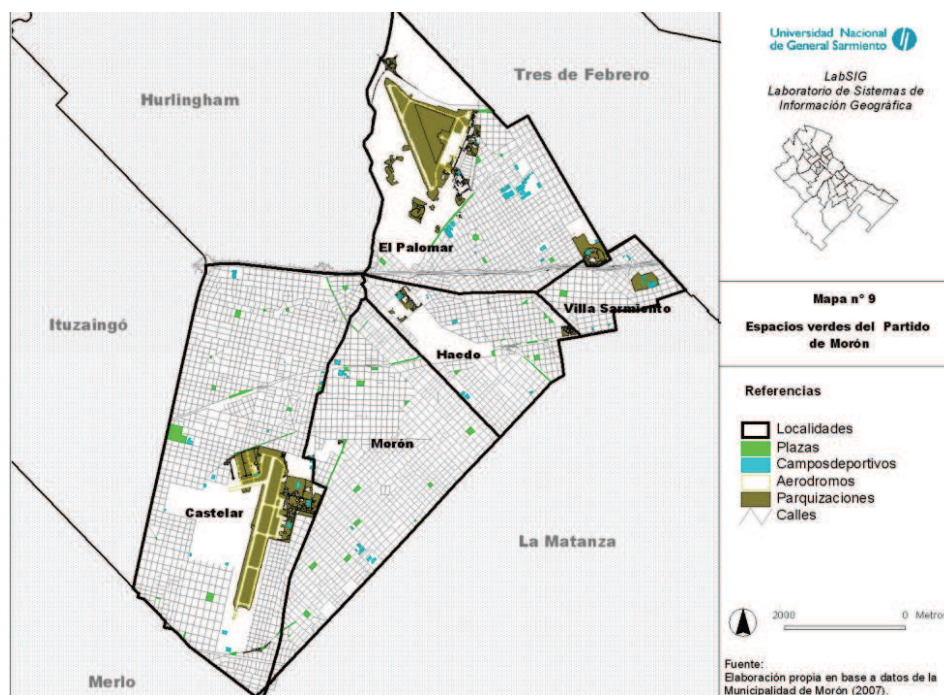 Hurlingham
Tres de Febrero
El Palomar
Villa Sarmiento
Ituzaingó
Haedo
Morón
Castelar
La Matanza
Merlo
Universidad Nacional
de General Sarmiento
LabSIG
Laboratorio de Sistemas de
Información Geográfica
Mapa n° 9
Espacios verdes del Partido
de Morón
Referencias
Localidades
Plazas
Camposdeportivos
Aerodromos
Parquizaciones
Calles
2000 0 Metros
Fuente:
Elaboración propia en base a datos de la
Municipalidad de Morón (2007).